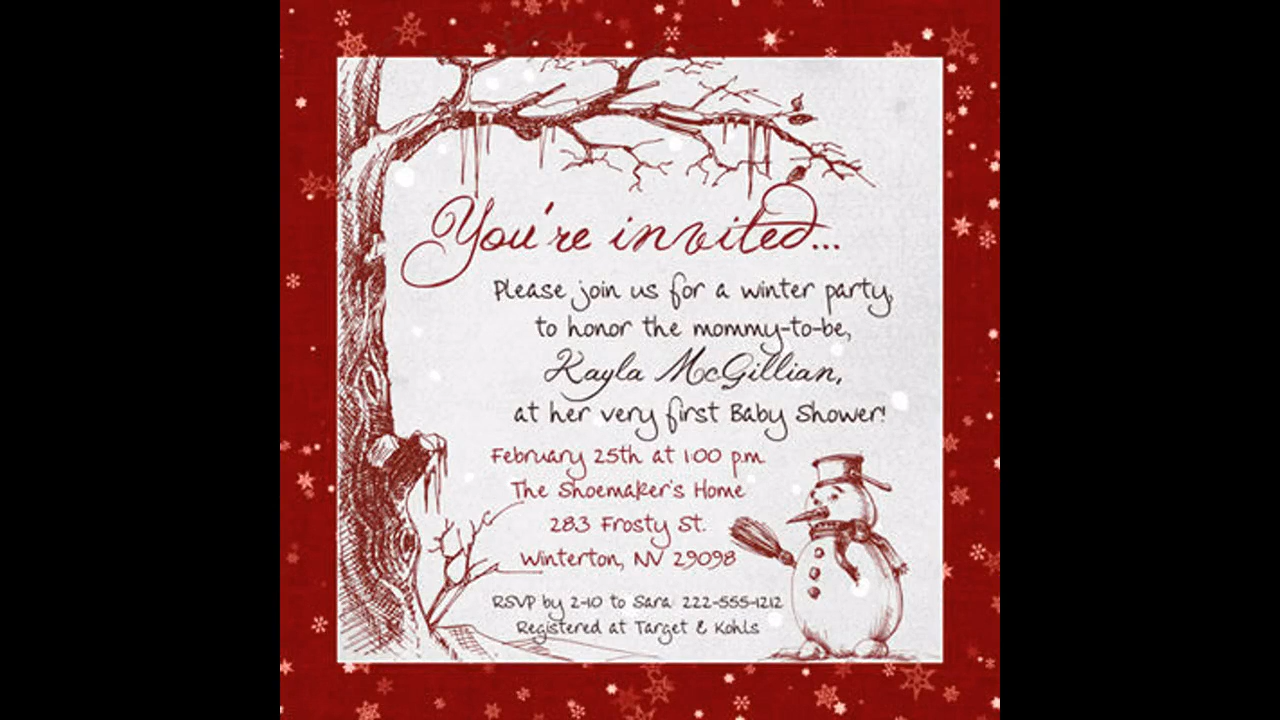 You're invited...
Please join us for a winter party,
to honor the mommy-to-be,
Kayla McGillian,
at her very first Baby Shower!
February 25th at 1:00 p.m.
The Shoemaker's Home
283 Frosty St.
Winterton, NV 29098
RSVP by 2-10 to Sara 222-555-1212
Registered at Target & Kohls